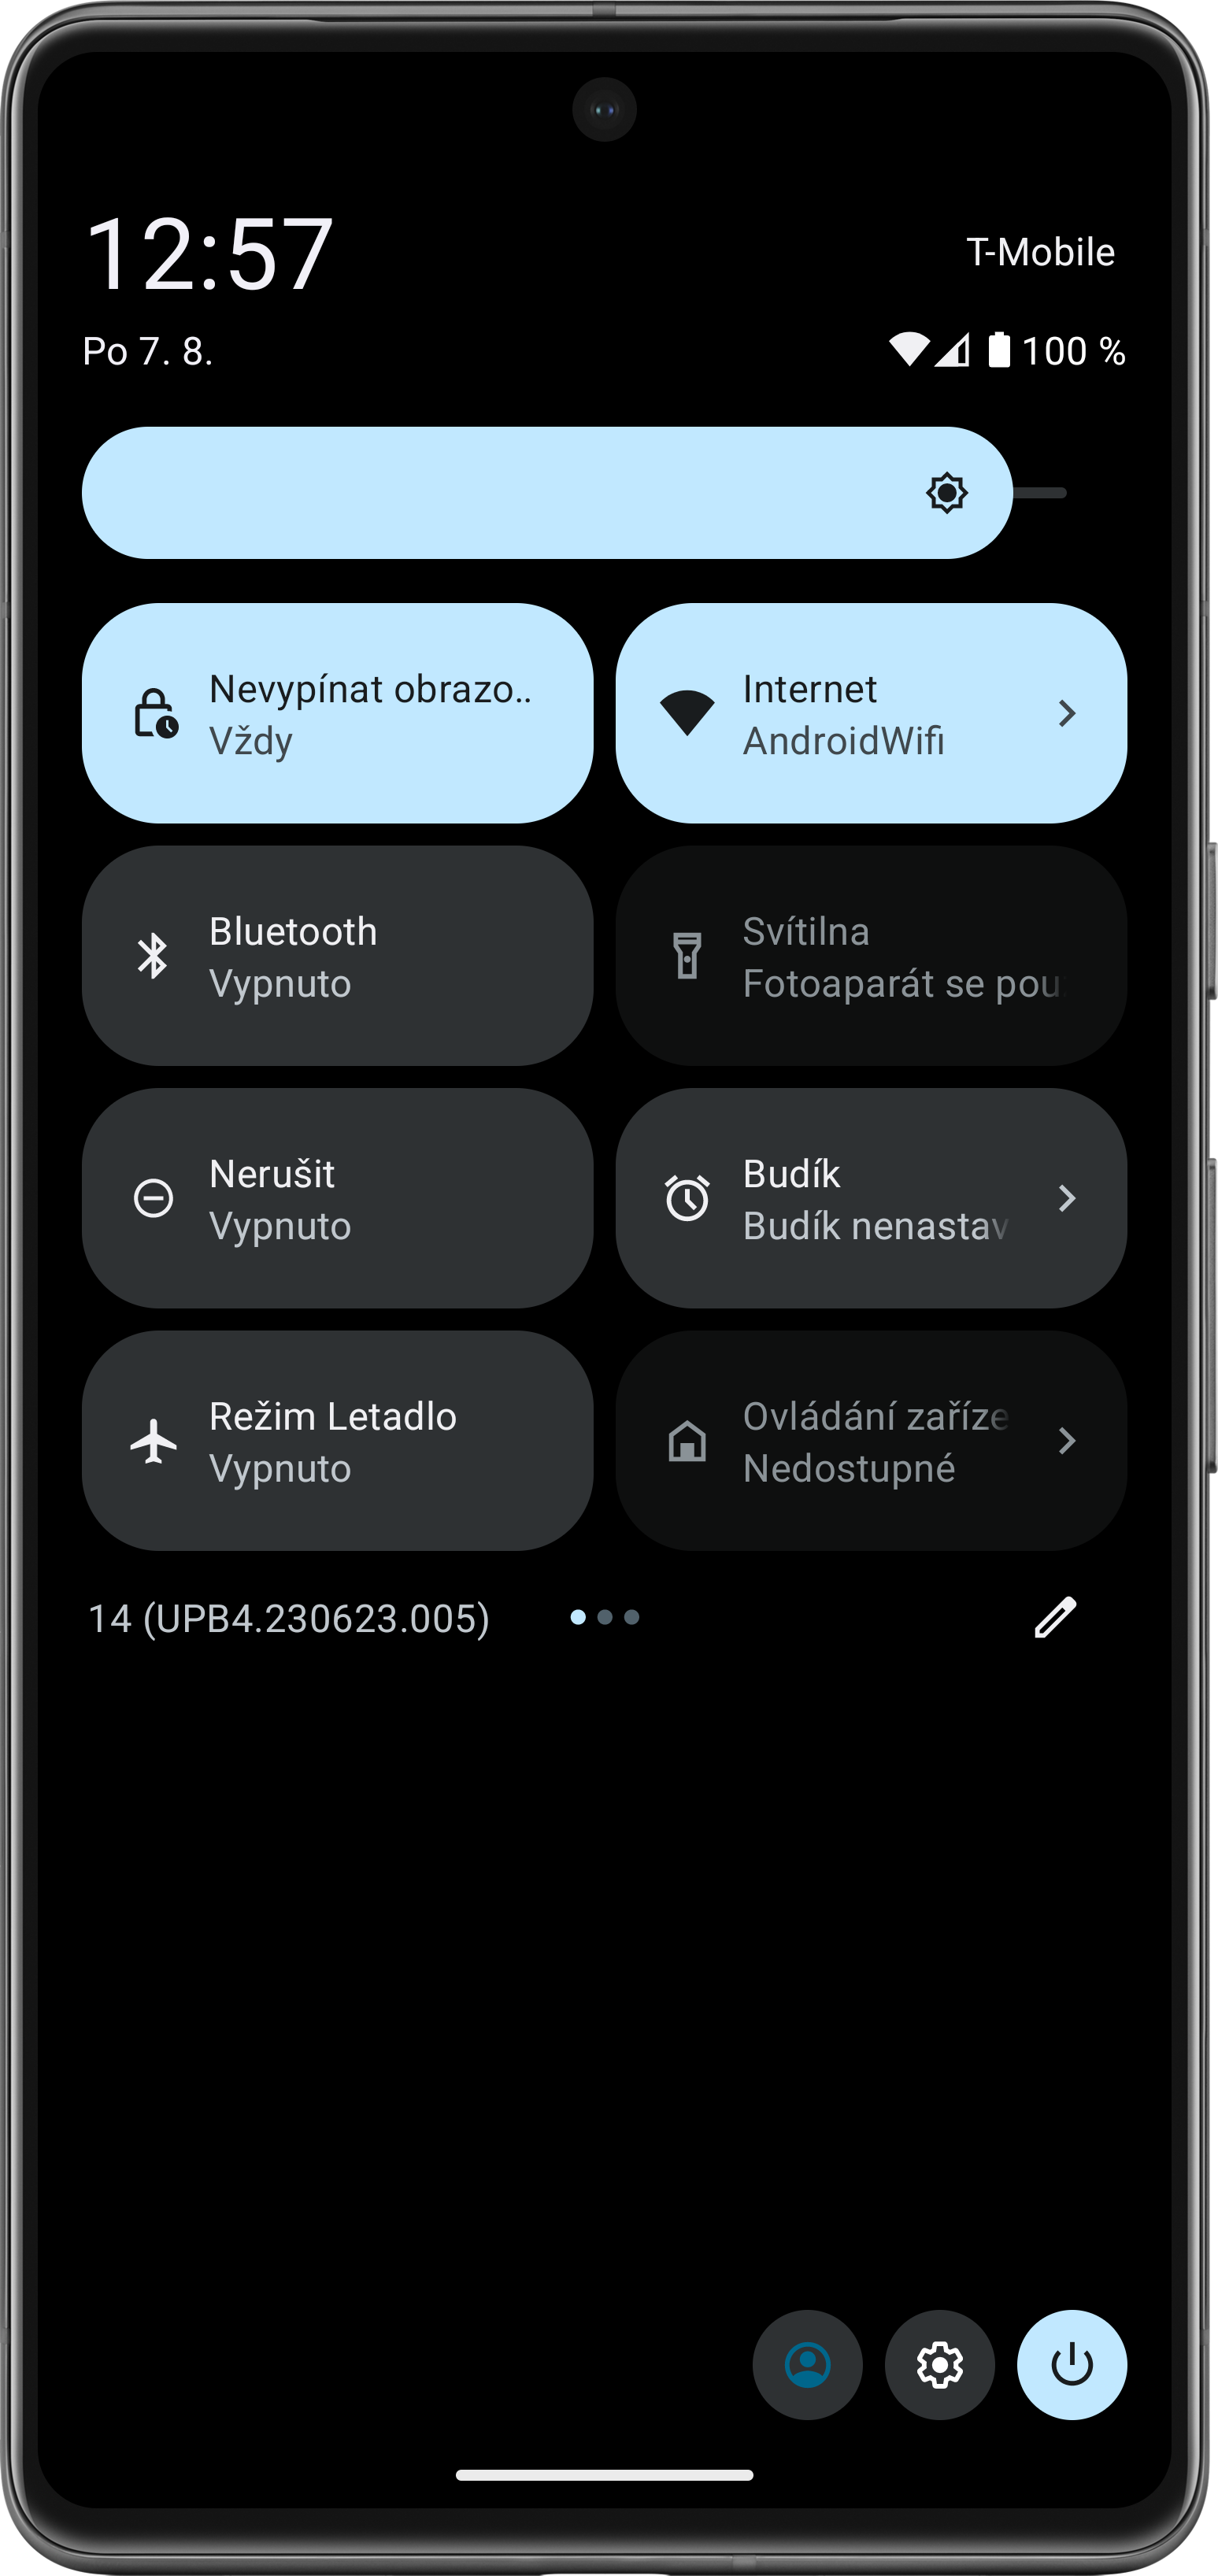 12:57
T-Mobile
Po 7. 8.
100 %
Nevypínat obrazo..
Vždy
Internet
AndroidWifi
Bluetooth
Vypnuto
Svítilna
Fotoaparát se pou
Nerušit
Vypnuto
Budík
Budík nenastav
Režim Letadlo
Vypnuto
Ovládání zaříze
Nedostupné
14 (UPB4.230623.005)